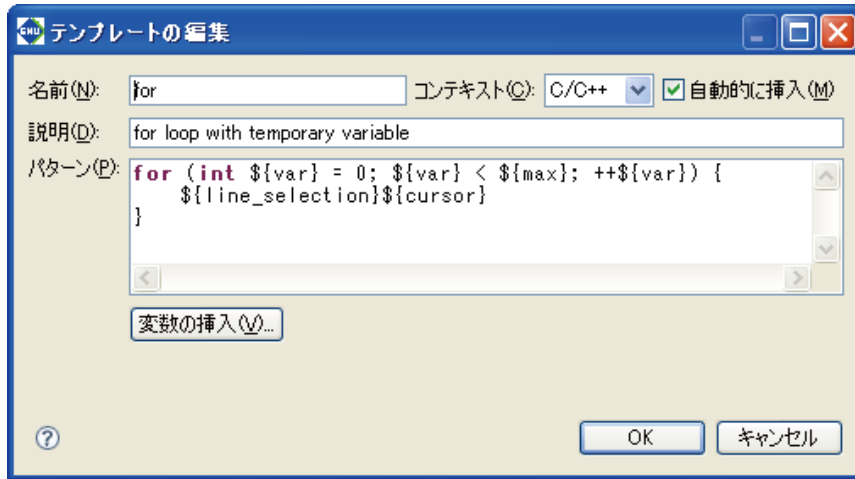 GNU テンプレートの編集
名前(N): for コンテキスト(C): C/C++ 自動的に挿入(M)
説明(D): for loop with temporary variable
パターン(P): for (int ${var} = 0; ${var} < ${max}; ++${var}) {
${line_selection}${cursor}
}
変数の挿入(V)...
? OK キャンセル